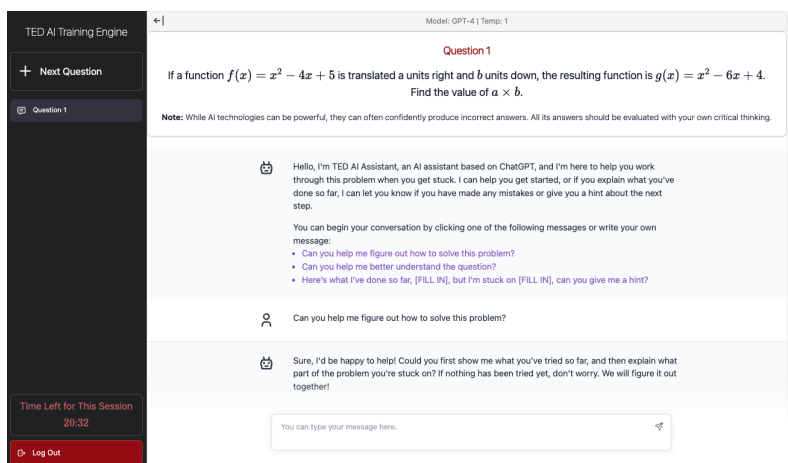 TED AI Training Engine
Next Question
Question 1
Time Left for This Session
20:32
Log Out
Model: GPT-4 | Temp: 1
Question 1
If a function f(x) = x² − 4x + 5 is translated a units right and b units down, the resulting function is g(x) = x² − 6x + 4.
Find the value of a × b.
Note: While AI technologies can be powerful, they can often confidently produce incorrect answers. All its answers should be evaluated with your own critical thinking.
Hello, I'm TED AI Assistant, an AI assistant based on ChatGPT, and I'm here to help you work
through this problem when you get stuck. I can help you get started, or if you explain what you've
done so far, I can let you know if you have made any mistakes or give you a hint about the next
step.
You can begin your conversation by clicking one of the following messages or write your own
message:
• Can you help me figure out how to solve this problem?
• Can you help me better understand the question?
• Here's what I've done so far, [FILL IN], but I'm stuck on [FILL IN], can you give me a hint?
Can you help me figure out how to solve this problem?
Sure, I'd be happy to help! Could you first show me what you've tried so far, and then explain what
part of the problem you're stuck on? If nothing has been tried yet, don't worry. We will figure it out
together!
You can type your message here.